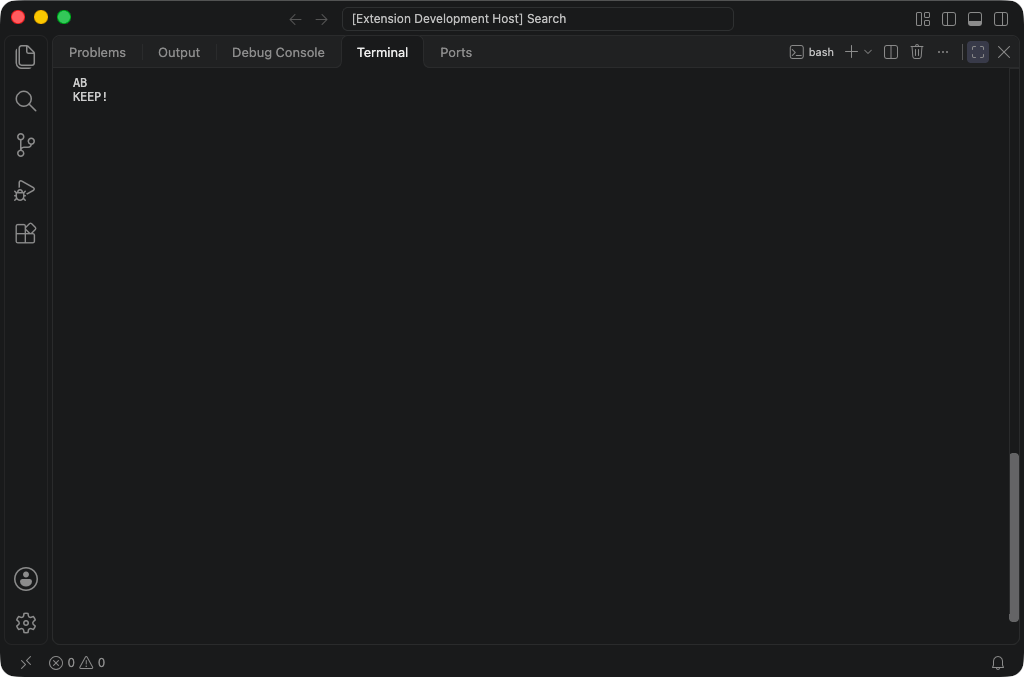 [Extension Development Host] Search
Problems
Output
Debug Console
Terminal
Ports
bash
AB
KEEP!
0
0